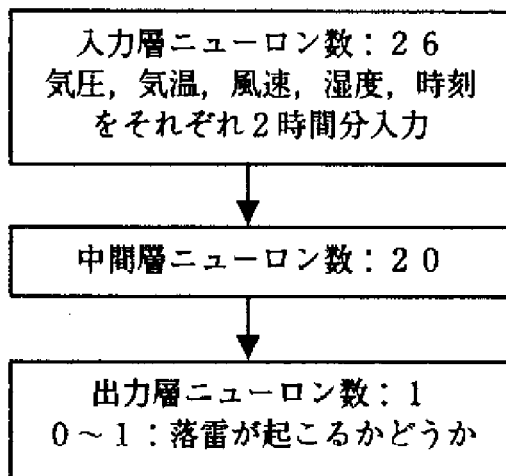 入力層ニューロン数：２６
気圧，気温，風速，湿度，時刻
をそれぞれ２時間分入力
中間層ニューロン数：２０
出力層ニューロン数：１
０～１：落雷が起こるかどうか